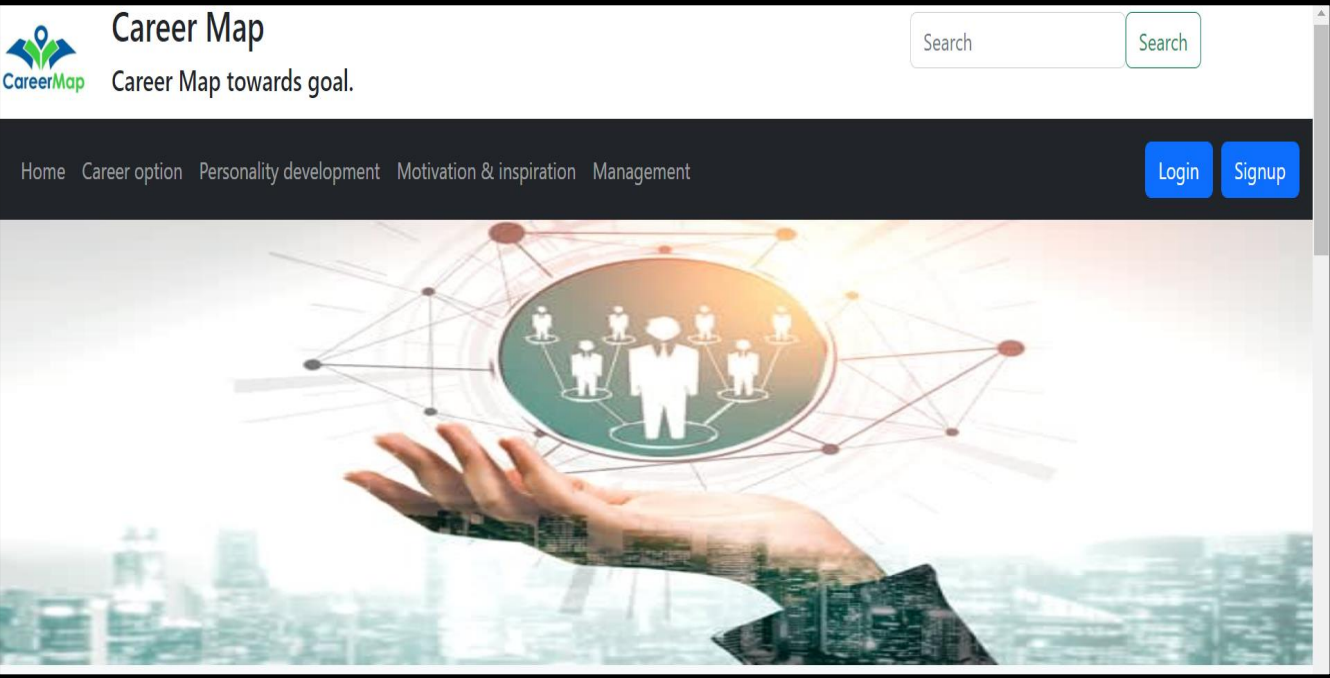 Career Map
CareerMap
Career Map towards goal.
Search
Search
Home Career option Personality development Motivation & inspiration Management
Login Signup